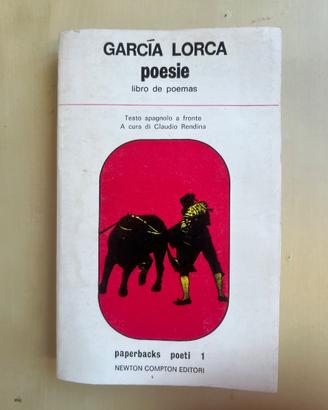 GARCÍA LORCA
poesie
libro de poemas
Testo spagnolo a fronte
A cura di Claudio Rendina
paperbacks poeti 1
NEWTON COMPTON EDITORI